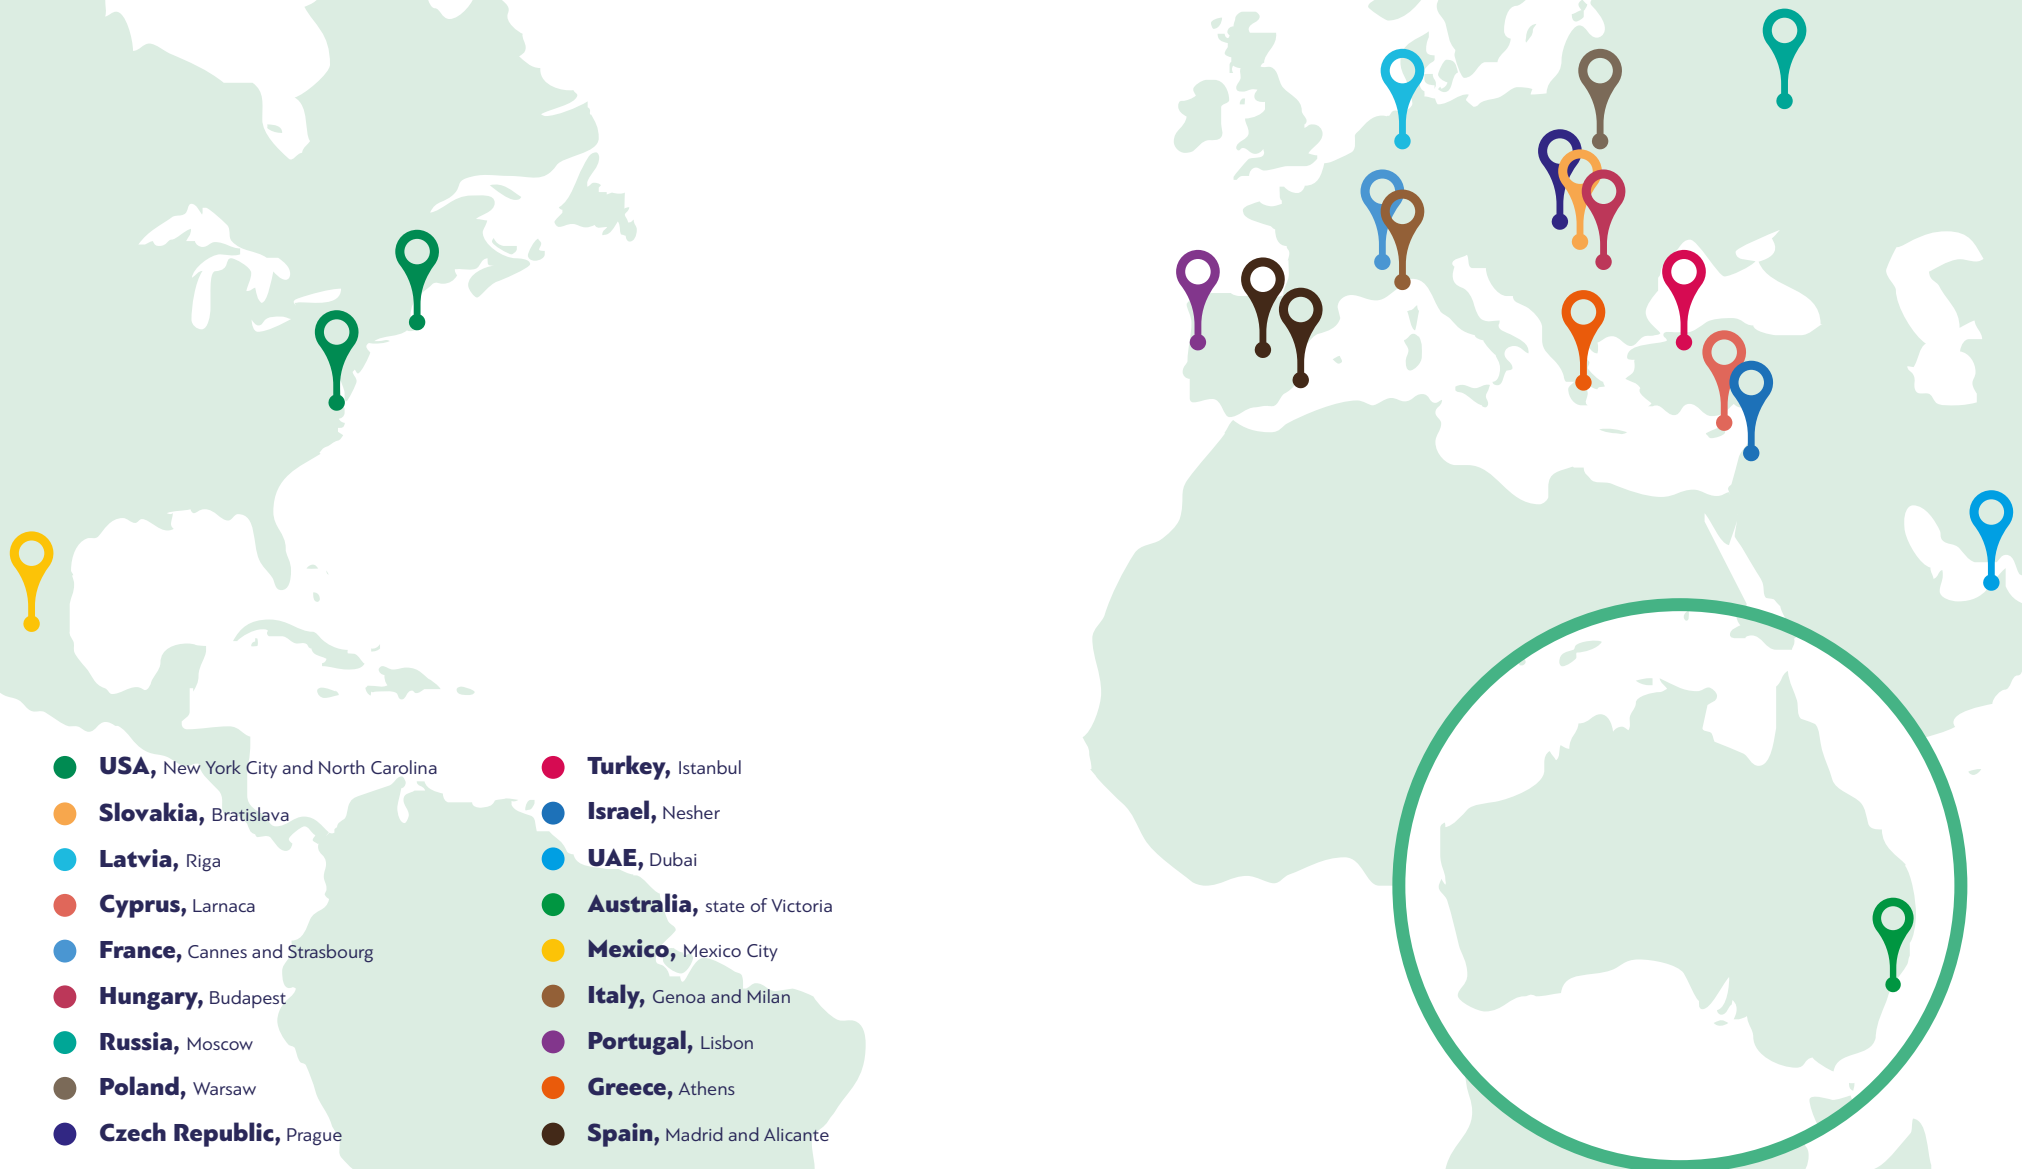 USA, New York City and North Carolina
Slovakia, Bratislava
Latvia, Riga
Cyprus, Larnaca
France, Cannes and Strasbourg
Hungary, Budapest
Russia, Moscow
Poland, Warsaw
Czech Republic, Prague
Turkey, Istanbul
Israel, Nesher
UAE, Dubai
Australia, state of Victoria
Mexico, Mexico City
Italy, Genoa and Milan
Portugal, Lisbon
Greece, Athens
Spain, Madrid and Alicante